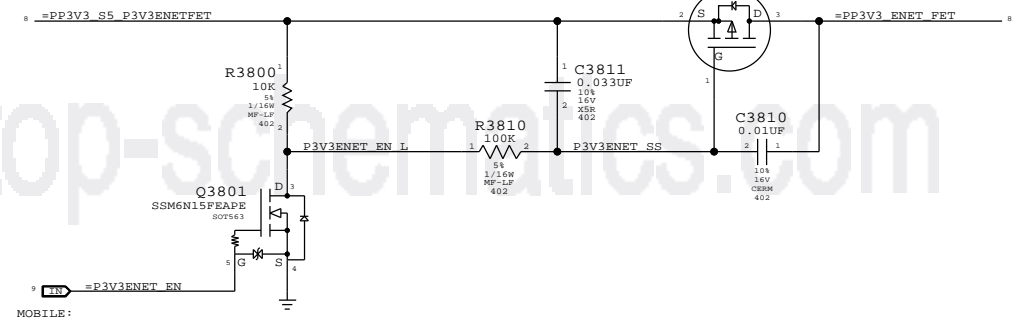 8 =PP3V3_S5_P3V3ENETFET
2 S D 3
=PP3V3_ENET_FET 8
G
1
1
R3800
10K
5%
1/16W
MF-LF
402
2
1
C3811
0.033UF
10%
16V
X5R
402
2
R3810
100K
1 2
5%
1/16W
MF-LF
402
C3810
0.01UF
2 1
10%
16V
CERM
402
P3V3ENET_EN_L
P3V3ENET_SS
top-schematics.com
Q3801
SSM6N15FEAPE
SOT563
D 3
5 G S 4
9 IN =P3V3ENET_EN
MOBILE: